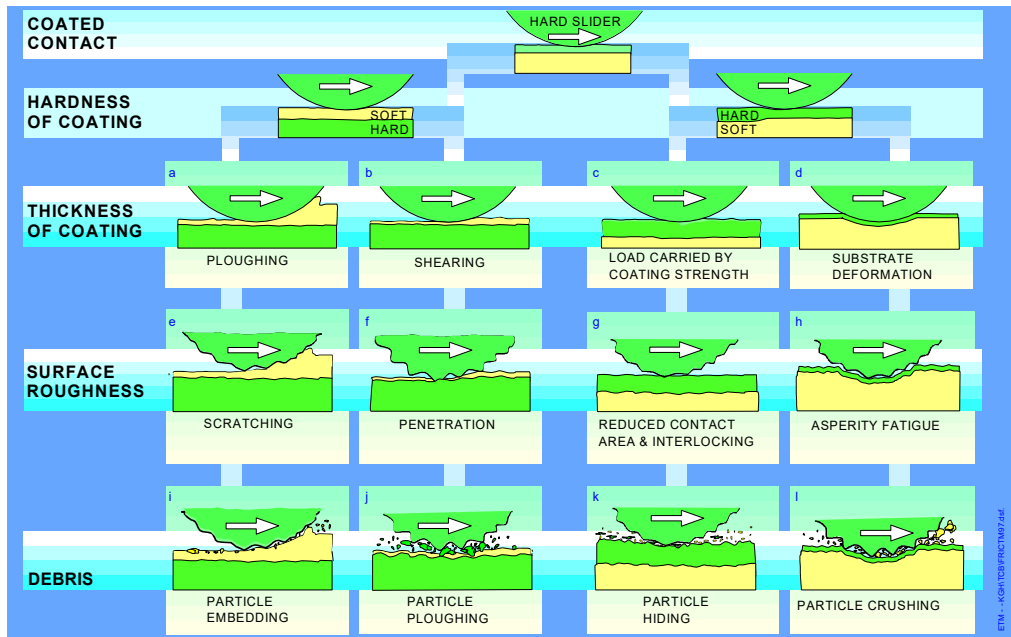 COATED
CONTACT
HARD SLIDER
HARDNESS
OF COATING
SOFT
HARD
HARD
SOFT
a
b
c
d
THICKNESS
OF COATING
PLOUGHING
SHEARING
LOAD CARRIED BY
COATING STRENGTH
SUBSTRATE
DEFORMATION
e
f
g
h
SURFACE
ROUGHNESS
SCRATCHING
PENETRATION
REDUCED CONTACT
AREA & INTERLOCKING
ASPERITY FATIGUE
i
j
k
l
DEBRIS
PARTICLE
EMBEDDING
PARTICLE
PLOUGHING
PARTICLE
HIDING
PARTICLE CRUSHING